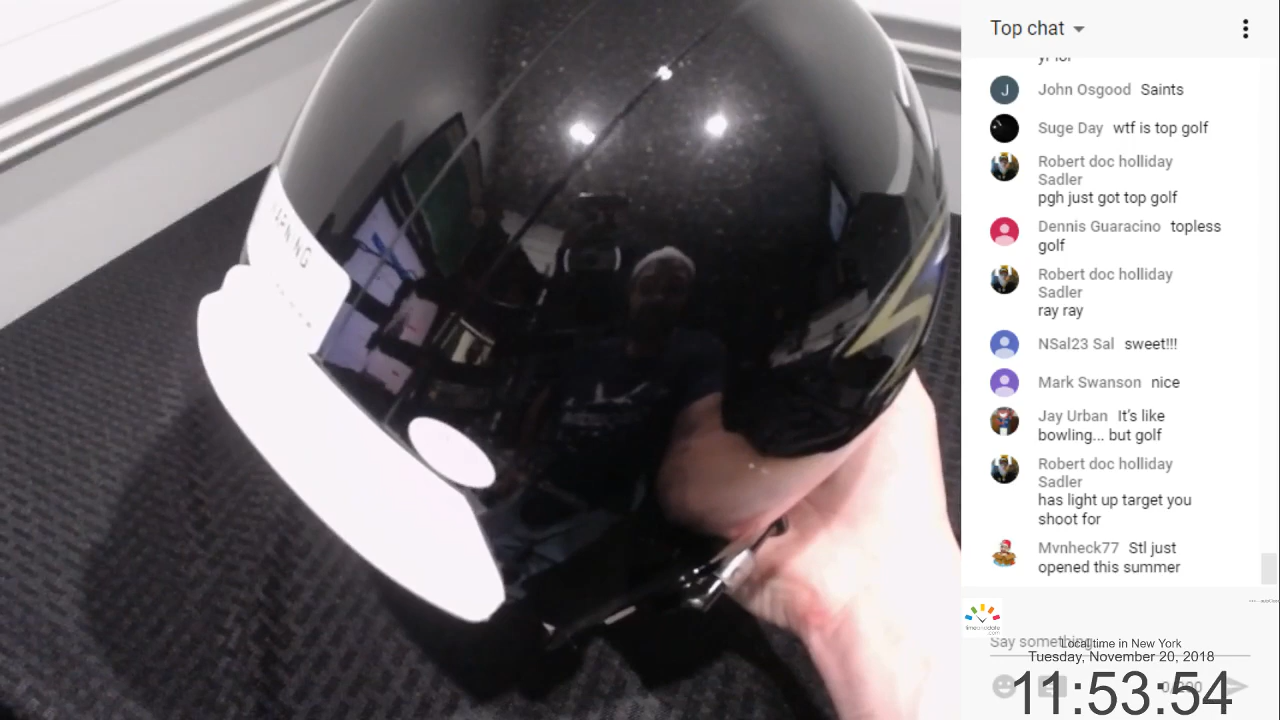 WARNING
Top chat
John Osgood Saints
Suge Day wtf is top golf
Robert doc holliday
Sadler
pgh just got top golf
Dennis Guaracino topless
golf
Robert doc holliday
Sadler
ray ray
NSal23 Sal sweet!!!
Mark Swanson nice
Jay Urban It's like
bowling... but golf
Robert doc holliday
Sadler
has light up target you
shoot for
Mvnheck77 Stl just
opened this summer
Say something...
Local time in New York
Tuesday, November 20, 2018
11:53:54